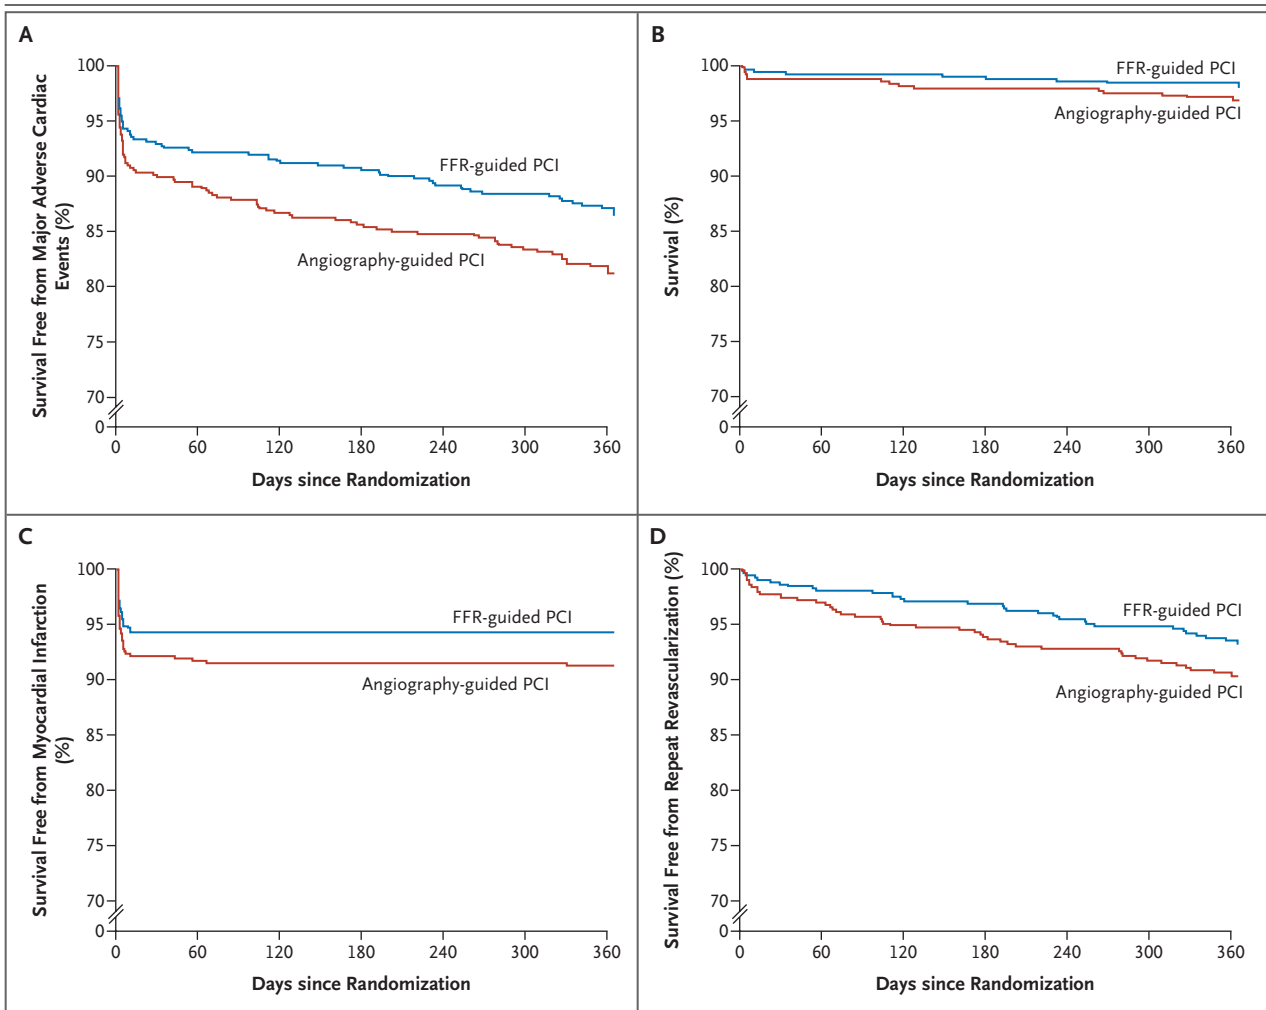 A
Survival Free from Major Adverse Cardiac
Events (%)
100
95
90
85
80
75
70
0
FFR-guided PCI
Angiography-guided PCI
0 60 120 180 240 300 360
Days since Randomization
B
Survival (%)
100
95
90
85
80
75
70
0
FFR-guided PCI
Angiography-guided PCI
0 60 120 180 240 300 360
Days since Randomization
C
Survival Free from Myocardial Infarction
(%)
100
95
90
85
80
75
70
0
FFR-guided PCI
Angiography-guided PCI
0 60 120 180 240 300 360
Days since Randomization
D
Survival Free from Repeat Revascularization (%)
100
95
90
85
80
75
70
0
FFR-guided PCI
Angiography-guided PCI
0 60 120 180 240 300 360
Days since Randomization